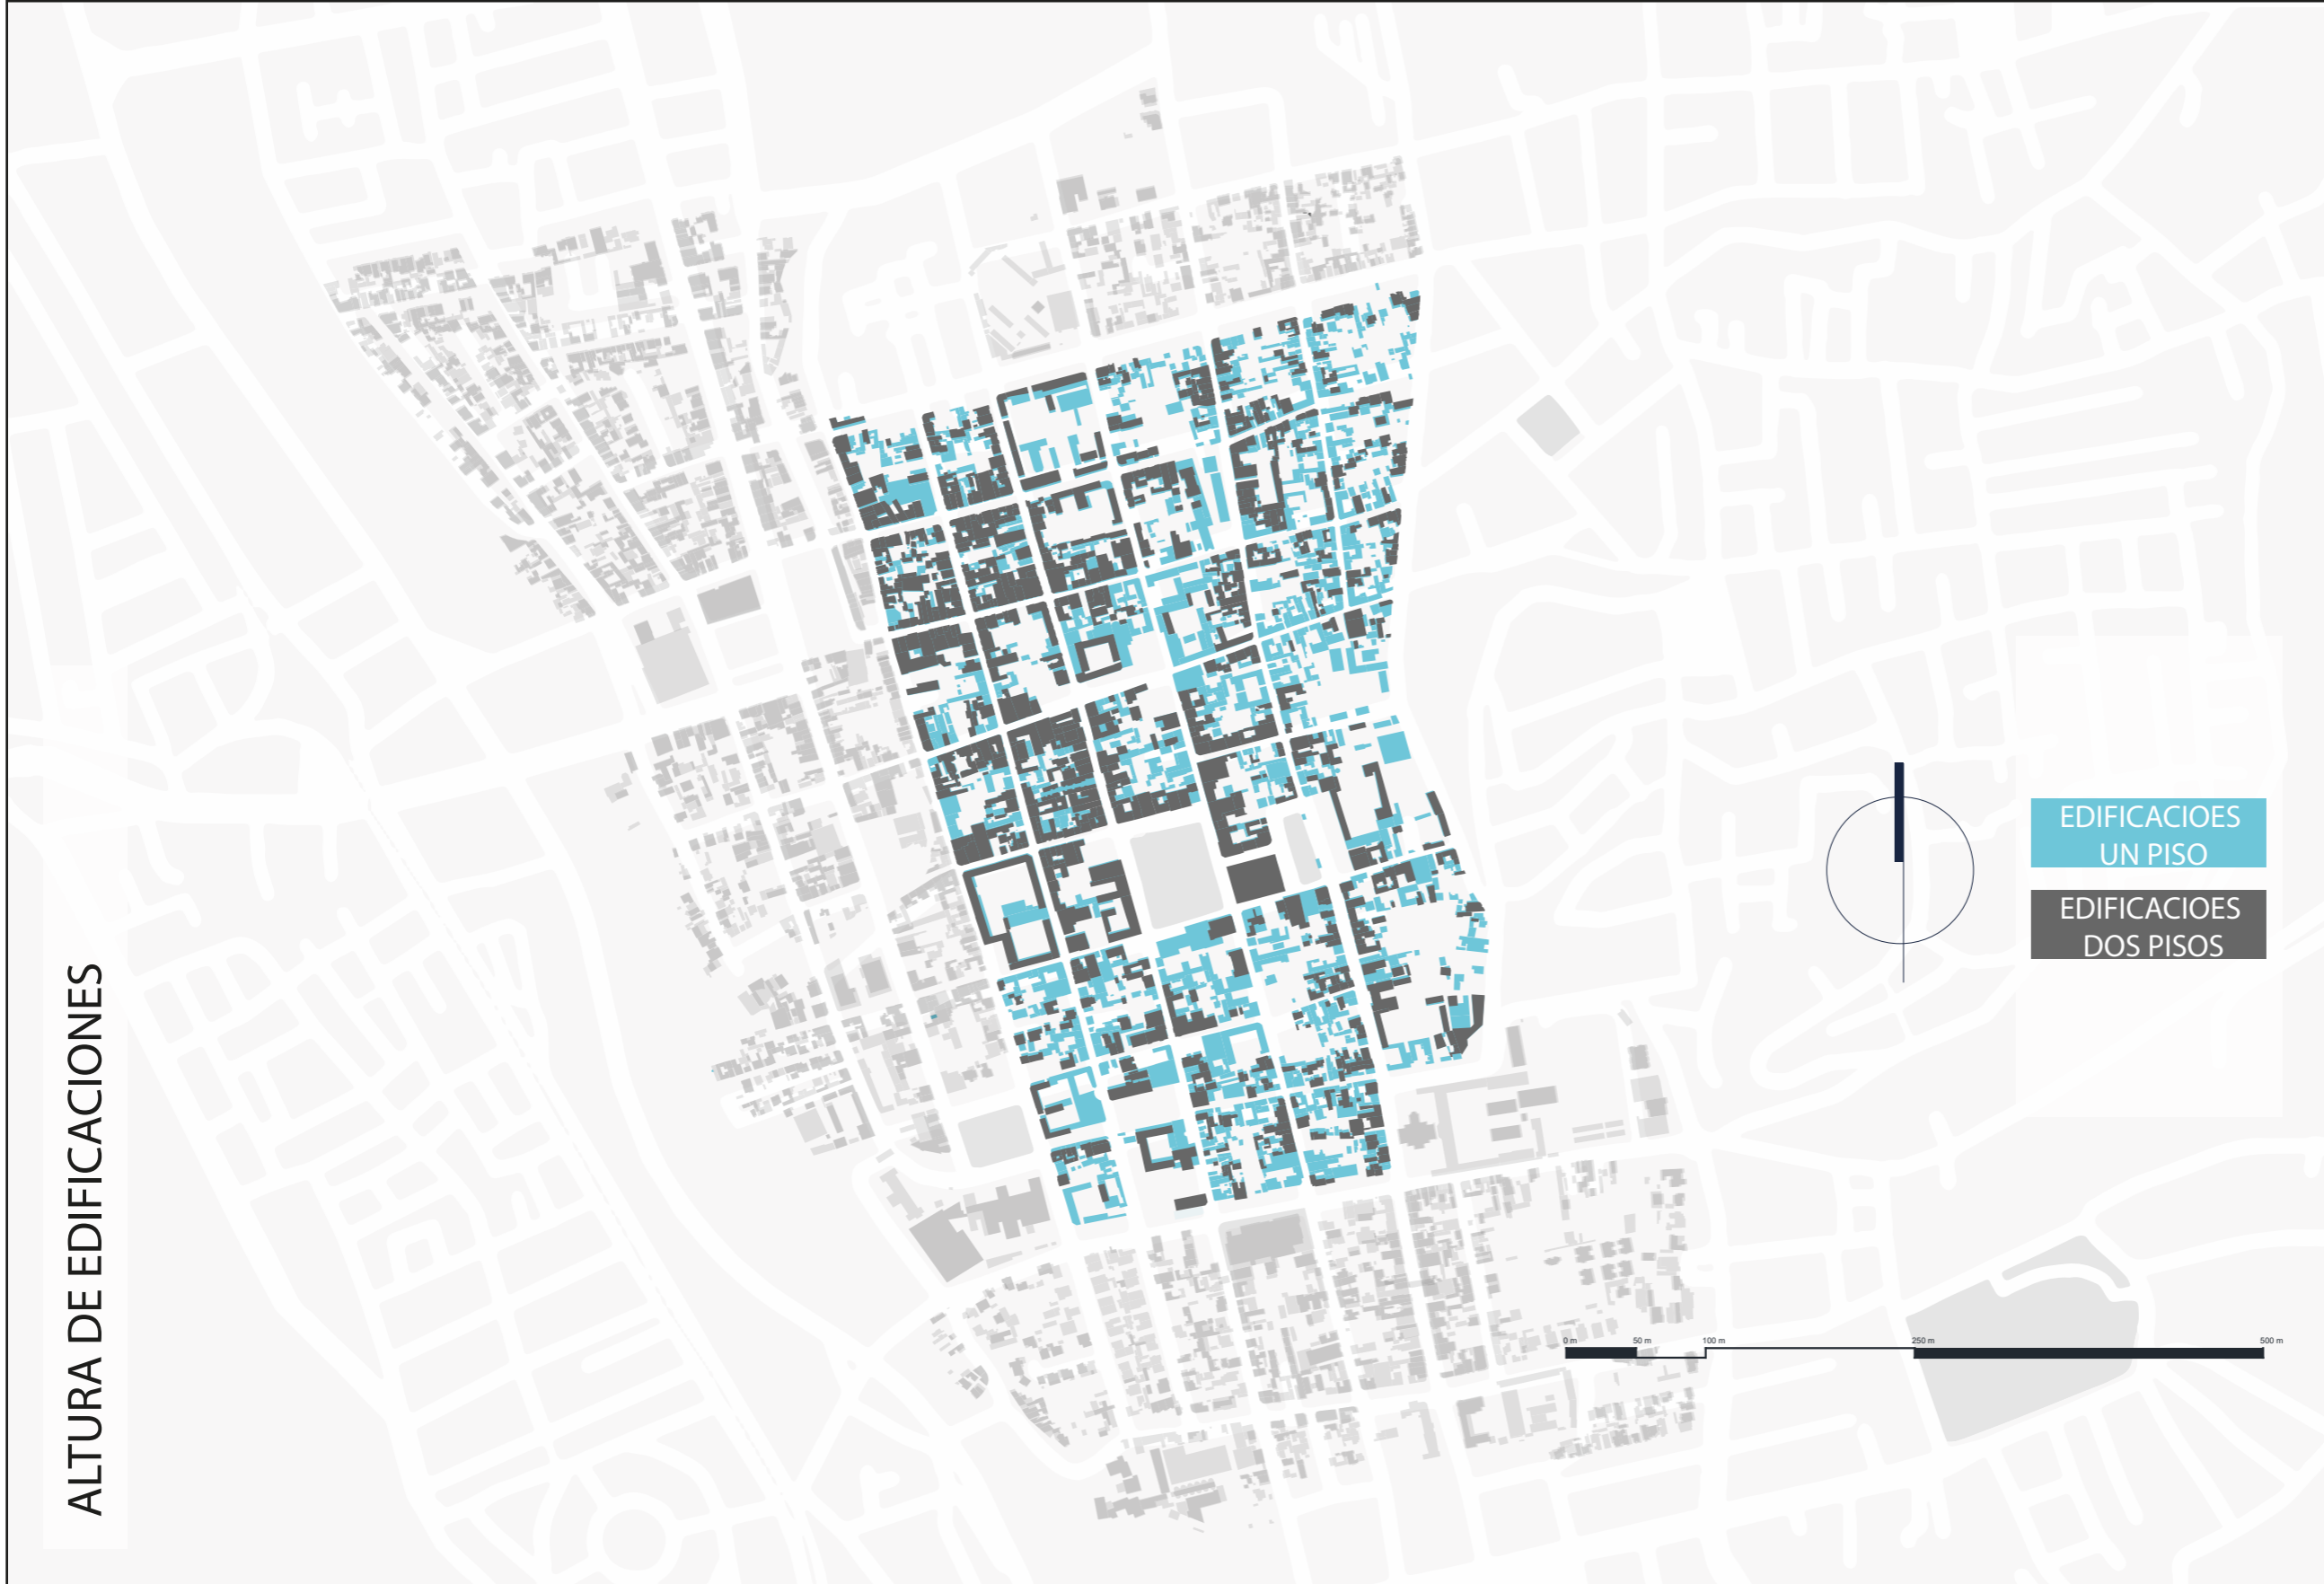 ALTURA DE EDIFICACIONES
EDIFICACIOES
UN PISO
EDIFICACIOES
DOS PISOS
0 m 50 m 100 m 250 m 500 m